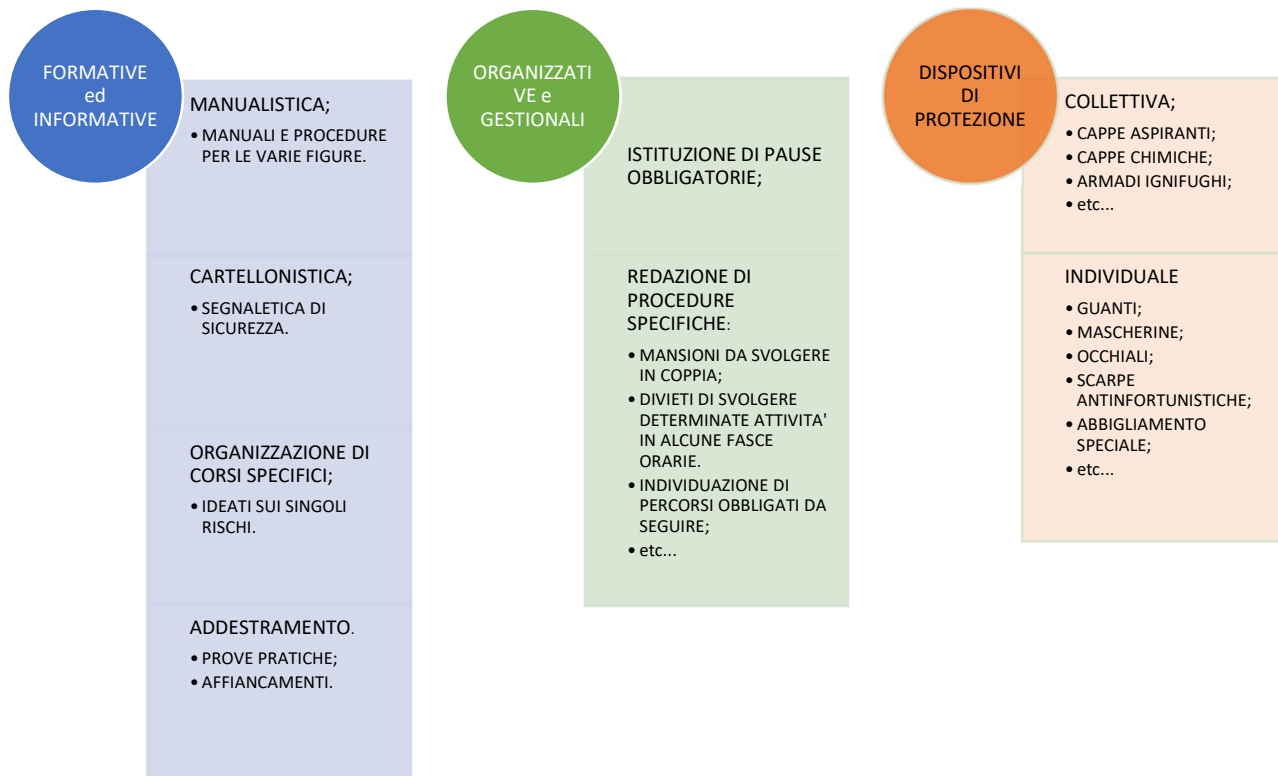 FORMATIVE
ed
INFORMATIVE
MANUALISTICA;
• MANUALI E PROCEDURE
PER LE VARIE FIGURE.
CARTELLONISTICA;
• SEGNALETICA DI
SICUREZZA.
ORGANIZZAZIONE DI
CORSI SPECIFICI;
• IDEATI SUI SINGOLI
RISCHI.
ADDESTRAMENTO.
• PROVE PRATICHE;
• AFFIANCAMENTI.
ORGANIZZATI
VE e
GESTIONALI
ISTITUZIONE DI PAUSE
OBBLIGATORIE;
REDAZIONE DI
PROCEDURE
SPECIFICHE:
• MANSIONI DA SVOLGERE
IN COPPIA;
• DIVIETI DI SVOLGERE
DETERMINATE ATTIVITA'
IN ALCUNE FASCE
ORARIE.
• INDIVIDUAZIONE DI
PERCORSI OBBLIGATI DA
SEGUIRE;
• etc...
DISPOSITIVI
DI
PROTEZIONE
COLLETTIVA;
• CAPPE ASPIRANTI;
• CAPPE CHIMICHE;
• ARMADI IGNIFUGHI;
• etc...
INDIVIDUALE
• GUANTI;
• MASCHERINE;
• OCCHIALI;
• SCARPE
ANTINFORTUNISTICHE;
• ABBIGLIAMENTO
SPECIALE;
• etc...